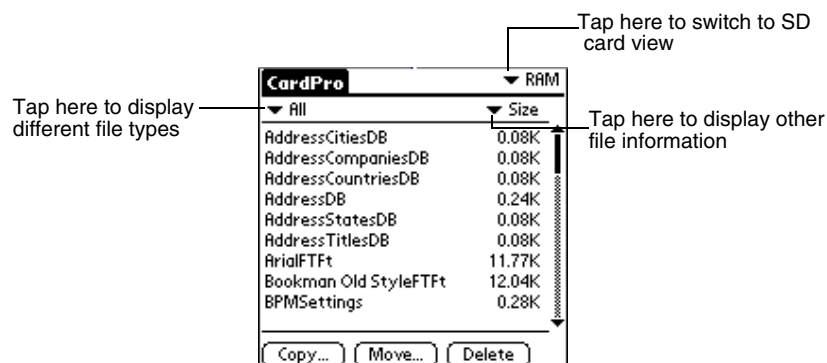 Tap here to switch to SD
card view
CardPro
RAM
Tap here to display
different file types
All
Size
Tap here to display other
file information
AddressCitiesDB 0.08K
AddressCompaniesDB 0.08K
AddressCountriesDB 0.08K
AddressDB 0.24K
AddressStatesDB 0.08K
AddressTitlesDB 0.08K
ArialFTFt 11.77K
Bookman Old StyleFTFt 12.04K
BPMSettings 0.28K
Copy... Move... Delete